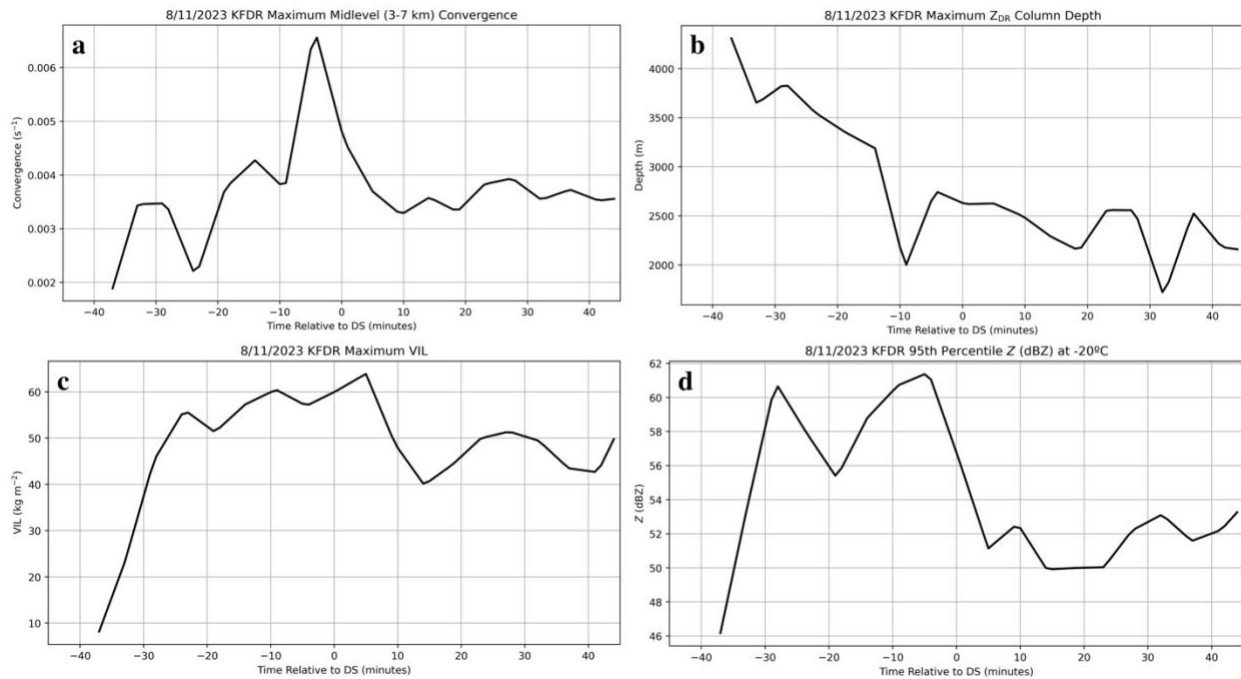 8/11/2023 KFDR Maximum Midlevel (3-7 km) Convergence
a
0.006
0.005
0.004
0.003
0.002
Convergence (s⁻¹)
−40 −30 −20 −10 0 10 20 30 40
Time Relative to DS (minutes)
8/11/2023 KFDR Maximum Z_DR Column Depth
b
4000
3500
3000
2500
2000
Depth (m)
−40 −30 −20 −10 0 10 20 30 40
Time Relative to DS (minutes)
8/11/2023 KFDR Maximum VIL
c
60
50
40
30
20
10
VIL (kg m⁻²)
−40 −30 −20 −10 0 10 20 30 40
Time Relative to DS (minutes)
8/11/2023 KFDR 95th Percentile Z (dBZ) at -20ºC
d
62
60
58
56
54
52
50
48
46
Z (dBZ)
−40 −30 −20 −10 0 10 20 30 40
Time Relative to DS (minutes)